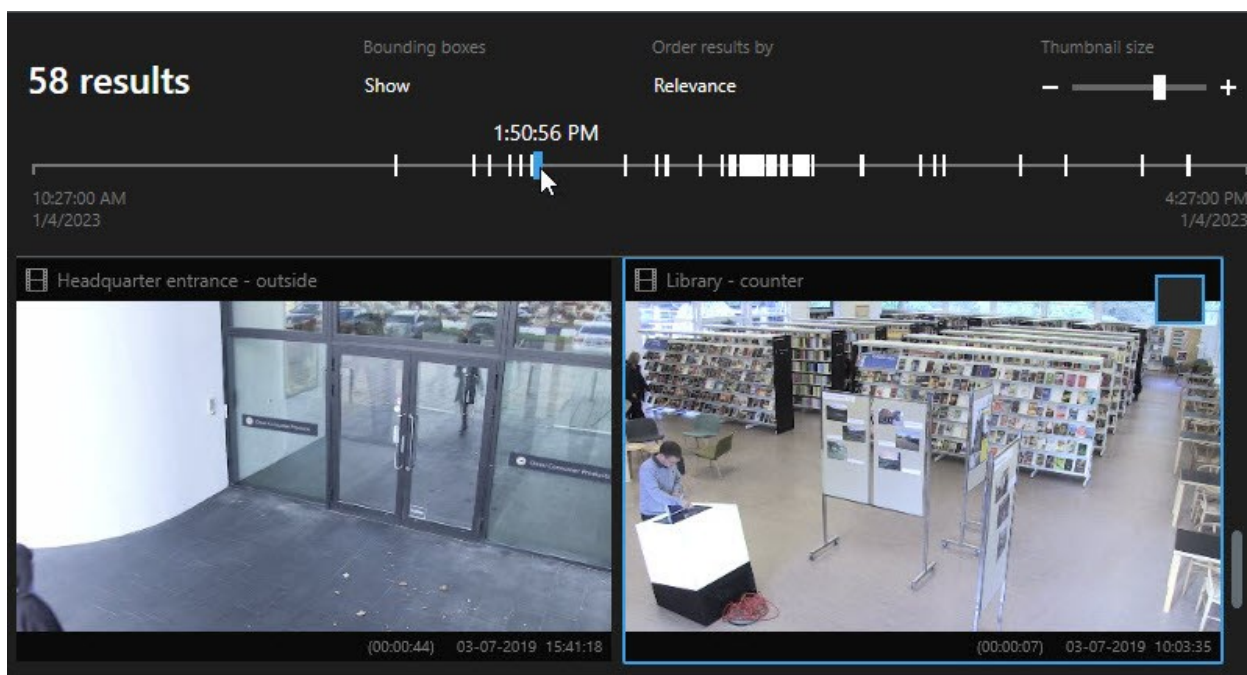 58 results
Bounding boxes
Show
Order results by
Relevance
Thumbnail size
1:50:56 PM
10:27:00 AM
1/4/2023
4:27:00 PM
1/4/2023
Headquarter entrance - outside
Library - counter
(00:00:44) 03-07-2019 15:41:18
(00:00:07) 03-07-2019 10:03:35